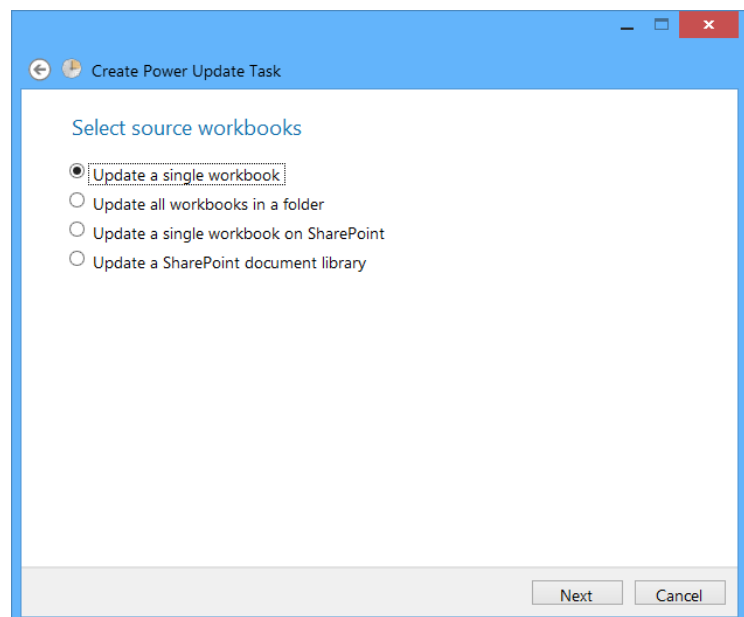 Create Power Update Task
Select source workbooks
Update a single workbook
Update all workbooks in a folder
Update a single workbook on SharePoint
Update a SharePoint document library
Next Cancel